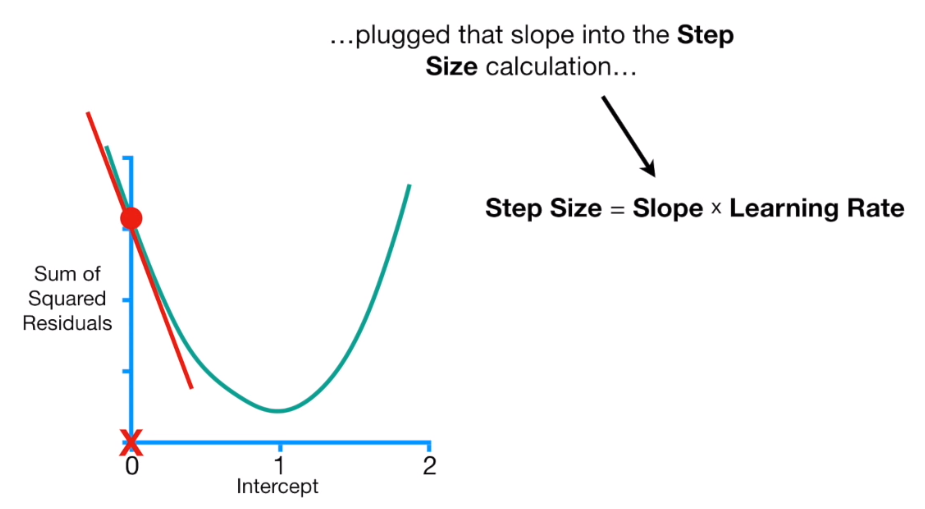 …plugged that slope into the Step
Size calculation…
Step Size = Slope x Learning Rate
Sum of
Squared
Residuals
X
0
1
2
Intercept